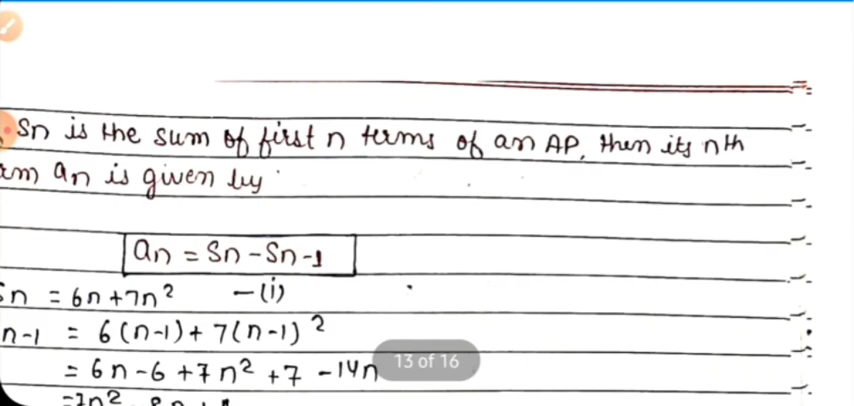 Sn is the sum of first n terms of an AP, then its nth
an is given by
an = Sn - Sn-1
Sn = 6n + 7n² — (i)
n-1 = 6(n-1) + 7(n-1)²
= 6n - 6 + 7n² + 7 - 14n
13 of 16